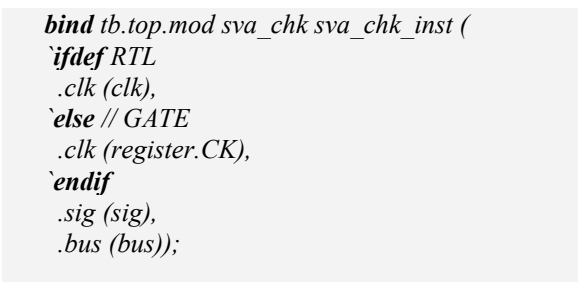 bind tb.top.mod sva_chk sva_chk_inst (
`ifdef RTL
.clk (clk),
`else // GATE
.clk (register.CK),
`endif
.sig (sig),
.bus (bus));